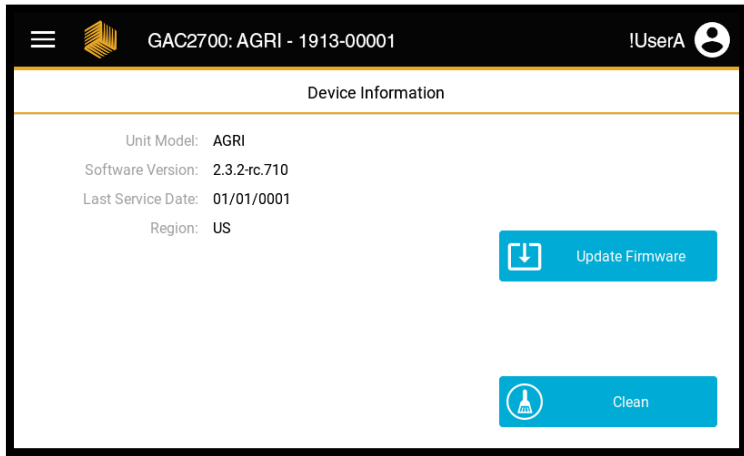 GAC2700: AGRI - 1913-00001 !UserA
Device Information
Unit Model: AGRI
Software Version: 2.3.2-rc.710
Last Service Date: 01/01/0001
Region: US
Update Firmware
Clean